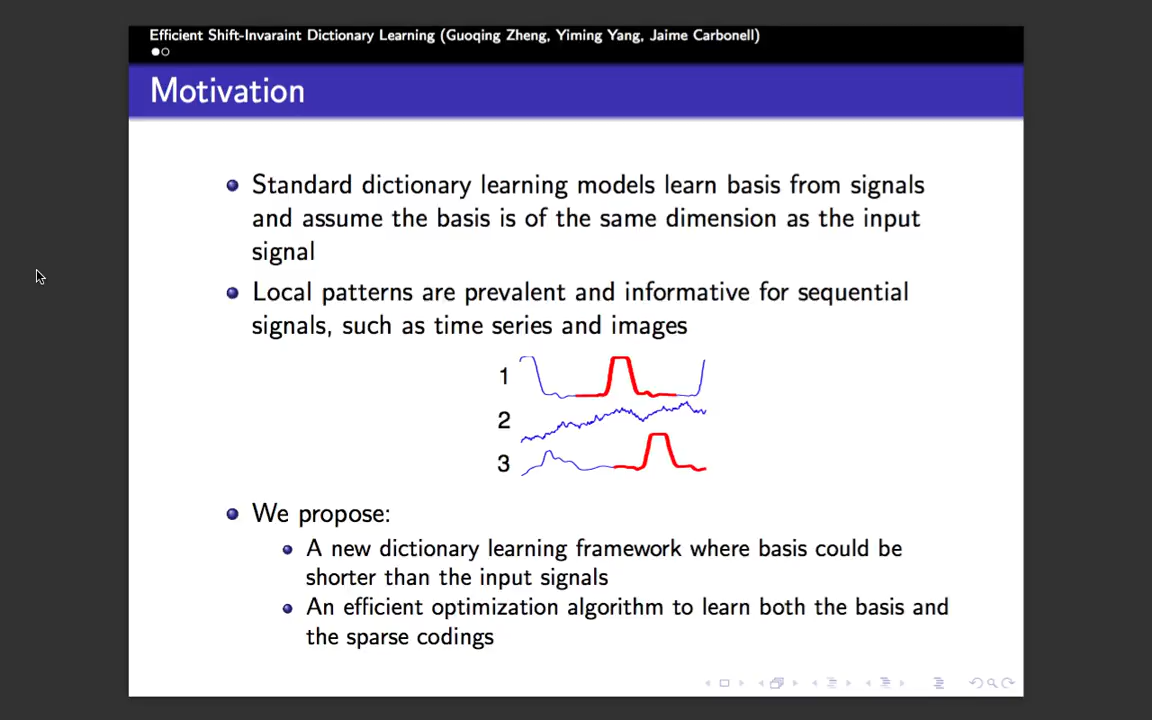 Efficient Shift-Invaraint Dictionary Learning (Guoqing Zheng, Yiming Yang, Jaime Carbonell)
Motivation
Standard dictionary learning models learn basis from signals
and assume the basis is of the same dimension as the input
signal
Local patterns are prevalent and informative for sequential
signals, such as time series and images
1
2
3
We propose:
A new dictionary learning framework where basis could be
shorter than the input signals
An efficient optimization algorithm to learn both the basis and
the sparse codings